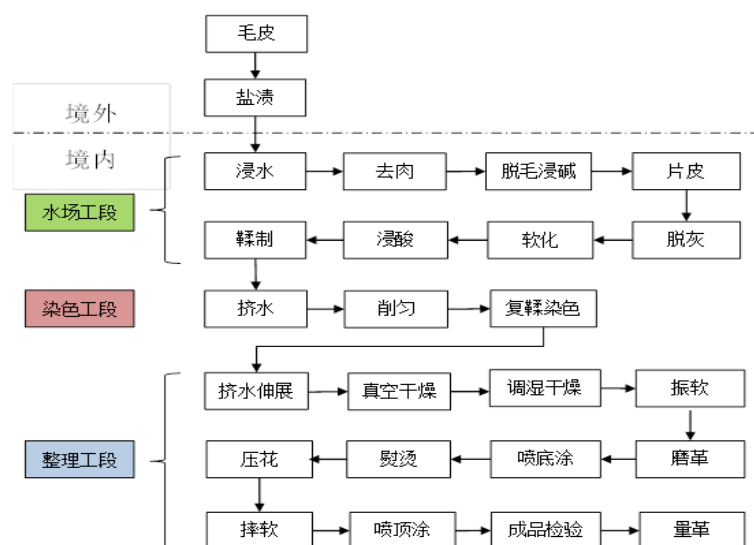 毛皮
盐渍
境外
境内
浸水 去肉 脱毛浸碱 片皮
水场工段
鞣制 浸酸 软化 脱灰
染色工段
挤水 削匀 复鞣染色
挤水伸展 真空干燥 调湿干燥 振软
整理工段
压花 熨烫 喷底涂 磨革
摔软 喷顶涂 成品检验 量革